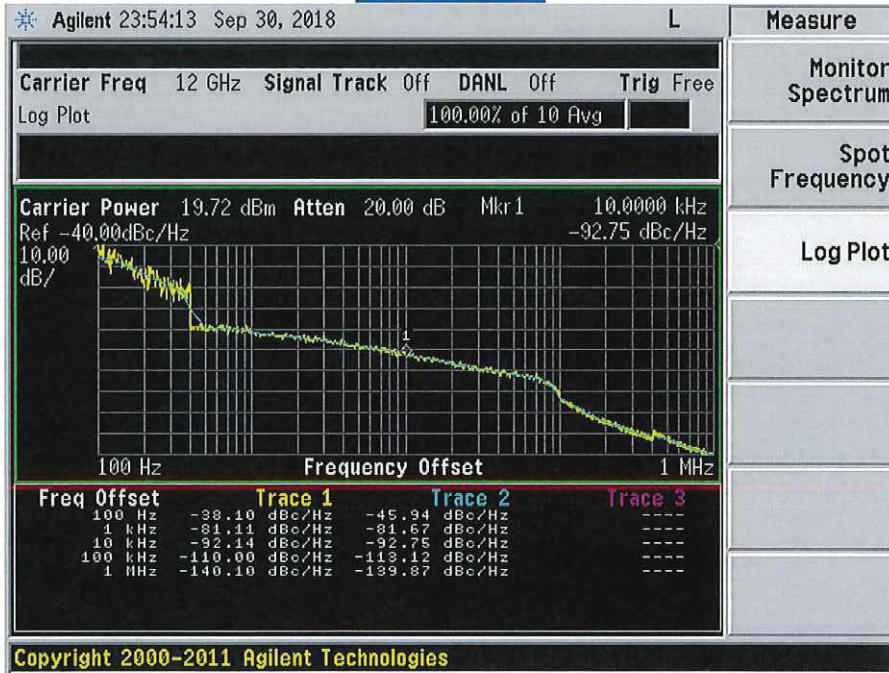 Agilent 23:54:13 Sep 30, 2018 L
Measure
Monitor
Spectrum
Spot
Frequency
Log Plot
Carrier Freq 12 GHz Signal Track Off DANL Off Trig Free
Log Plot 100.00% of 10 Avg
Carrier Power 19.72 dBm Atten 20.00 dB Mkr1 10.0000 kHz
Ref -40.00dBc/Hz -92.75 dBc/Hz
10.00
dB/
1
100 Hz Frequency Offset 1 MHz
Freq Offset Trace 1 Trace 2 Trace 3
100 Hz -38.10 dBc/Hz -45.94 dBc/Hz ----
1 kHz -81.11 dBc/Hz -81.67 dBc/Hz ----
10 kHz -92.14 dBc/Hz -92.75 dBc/Hz ----
100 kHz dBc/Hz dBc/Hz ----
1 MHz -140.10 dBc/Hz -139.87 dBc/Hz ----
Copyright 2000-2011 Agilent Technologies